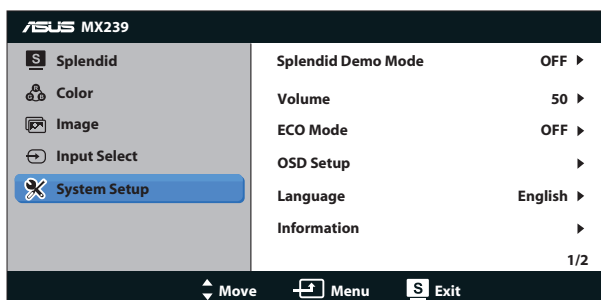 ASUS MX239
S Splendid
Color
Image
Input Select
System Setup
Splendid Demo Mode OFF
Volume 50
ECO Mode OFF
OSD Setup
Language English
Information
1/2
Move Menu S Exit